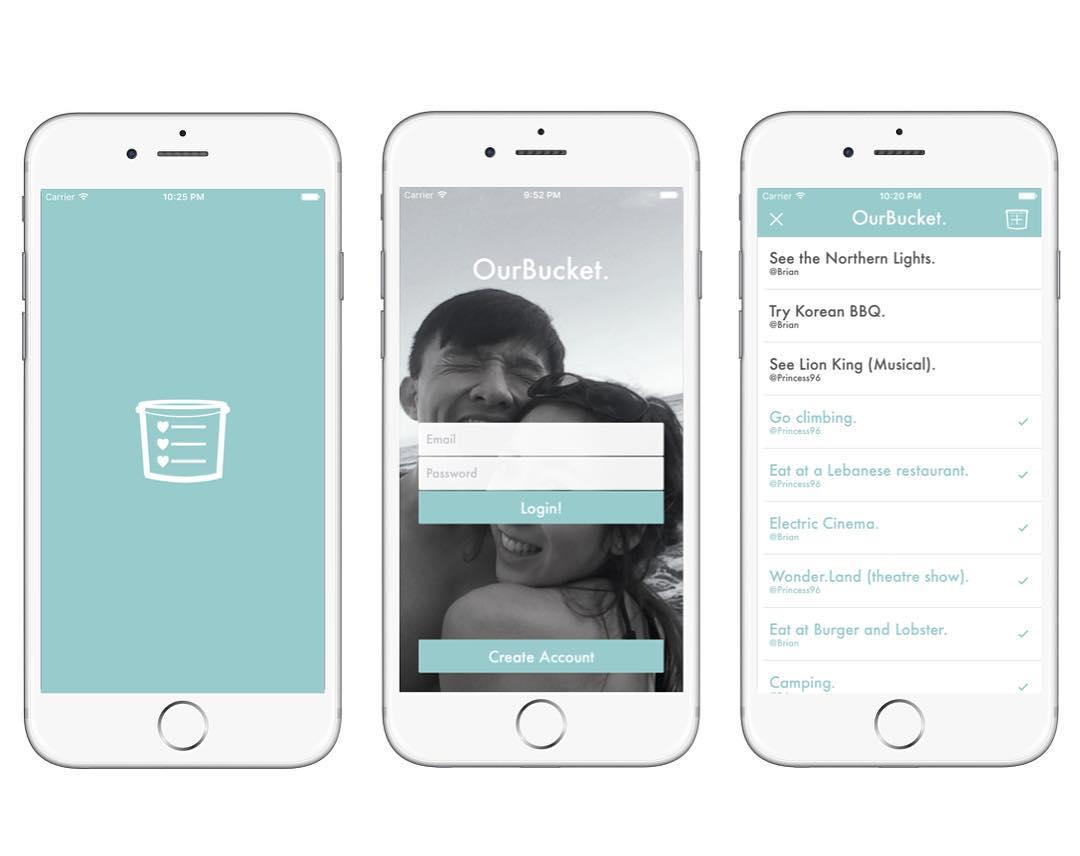 Carrier
10:25 PM
Carrier
9:52 PM
OurBucket.
Email
Password
Login!
Create Account
Carrier
10:20 PM
OurBucket.
See the Northern Lights.
@Brian
Try Korean BBQ.
@Brian
See Lion King (Musical).
@Princess96
Go climbing.
@Princess96
Eat at a Lebanese restaurant.
@Princess96
Electric Cinema.
@Brian
Wonder.Land (theatre show).
@Princess96
Eat at Burger and Lobster.
@Brian
Camping.